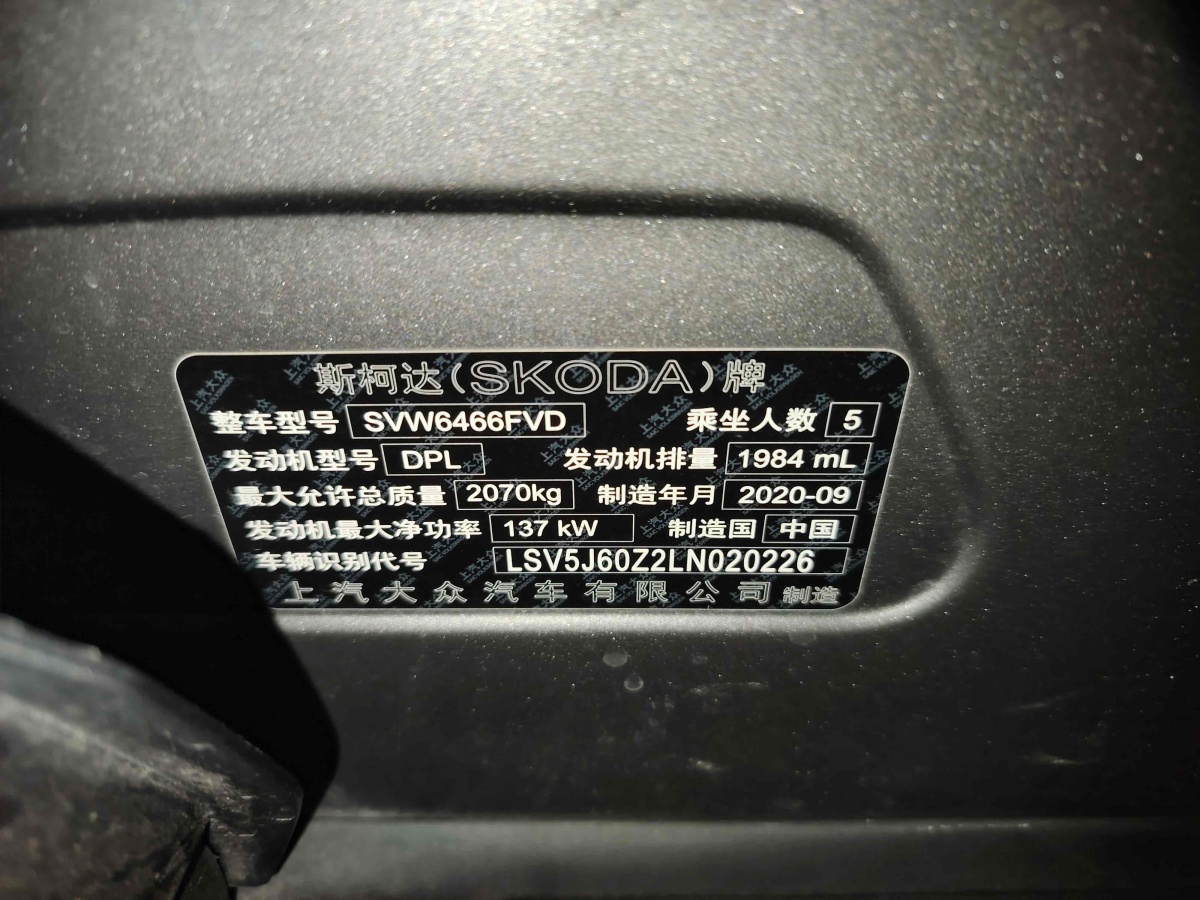 斯柯达(SKODA)牌
整车型号 SVW6466FVD 乘坐人数 5
发动机型号 DPL 发动机排量 1984 mL
最大允许总质量 2070kg 制造年月 2020-09
发动机最大净功率 137 kW 制造国 中国
车辆识别代号 LSV5J60Z2LN020226
上汽大众汽车有限公司 制造